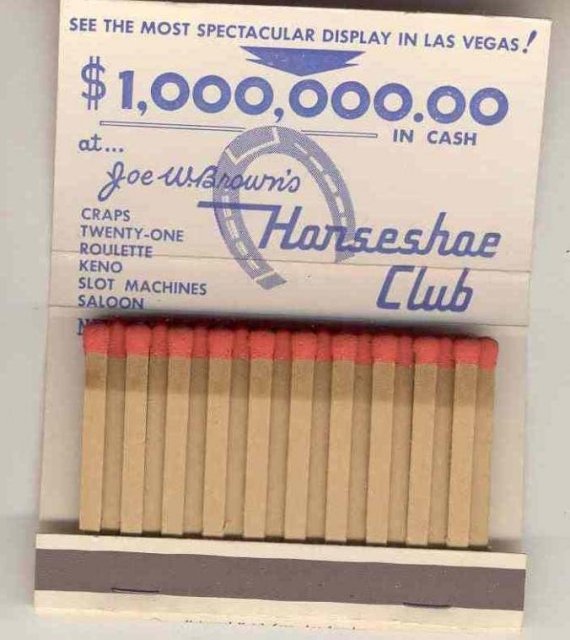 SEE THE MOST SPECTACULAR DISPLAY IN LAS VEGAS!
$1,000,000.00
IN CASH
at...
Joe W. Brown's
Horseshoe
Club
CRAPS
TWENTY-ONE
ROULETTE
KENO
SLOT MACHINES
SALOON